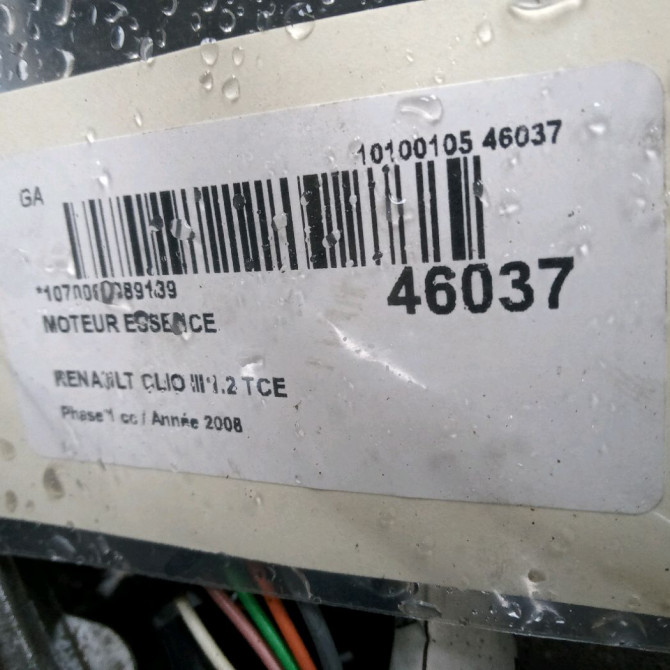 10100105 46037
GA
46037
MOTEUR ESSENCE
RENAULT CLIO III 1.2 TCE
Phase 1 cc / Année 2008